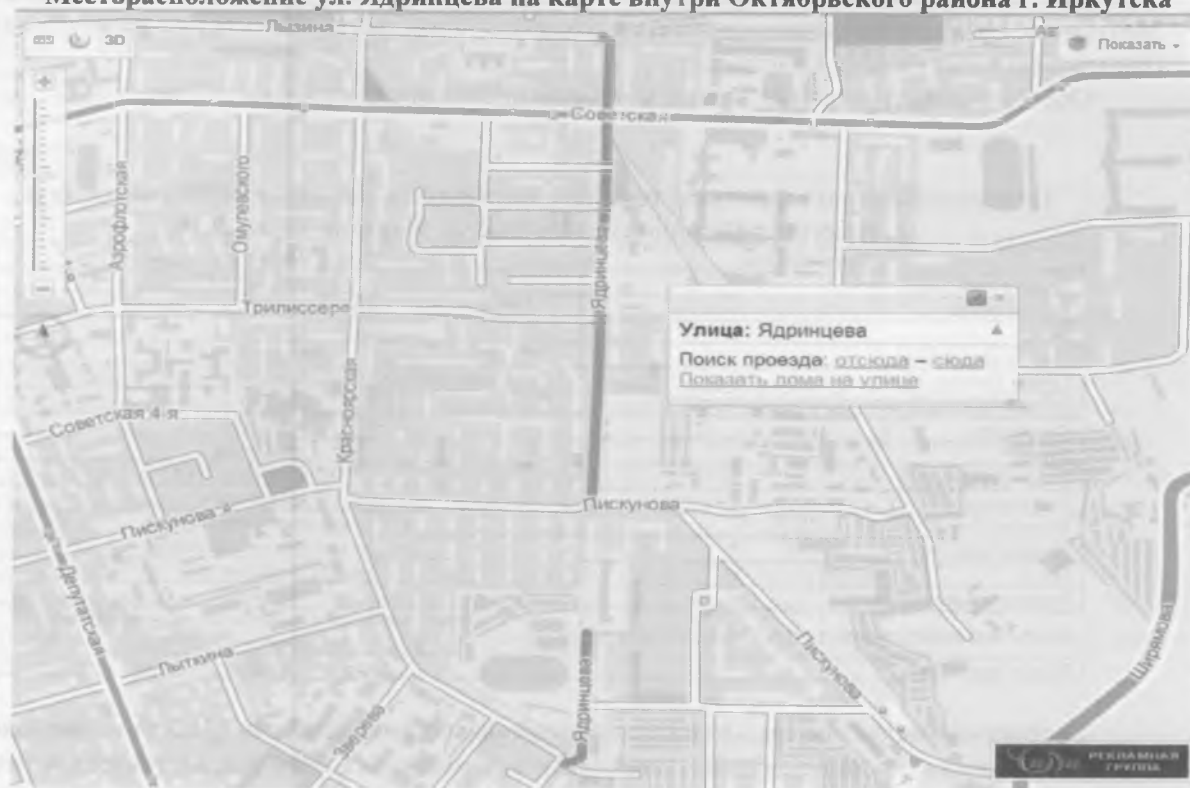 Месторасположение ул. Ядринцева на карте внутри Октябрьского района г. Иркутска
Лызина
3D
Показать
Советская
Аэрофлотская
Омулевского
Ядринцева
Трилиссера
Улица: Ядринцева
Поиск проезда: отсюда – сюда
Показать дома на улице
Красноярская
Советская 4-я
Пискунова
Пискунова
Депутатская
Лыткина
Зверева
Ядринцева
Пискунова
Ширямова
РЕКЛАМНАЯ
ГРУППА